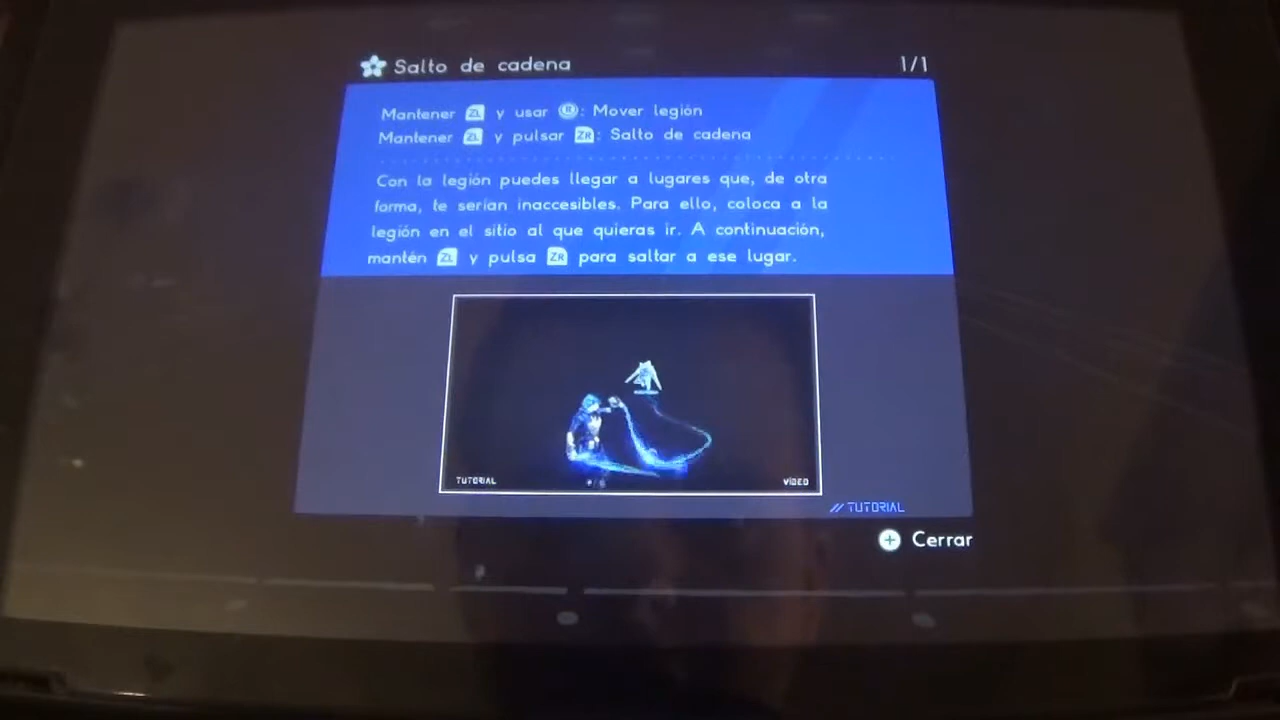 Salto de cadena
1/1
Mantener ZL y usar R: Mover legión
Mantener ZL y pulsar ZR: Salto de cadena
Con la legión puedes llegar a lugares que, de otra
forma, te serían inaccesibles. Para ello, coloca a la
legión en el sitio al que quieras ir. A continuación,
mantén ZL y pulsa ZR para saltar a ese lugar.
TUTORIAL
VÍDEO
// TUTORIAL
+ Cerrar